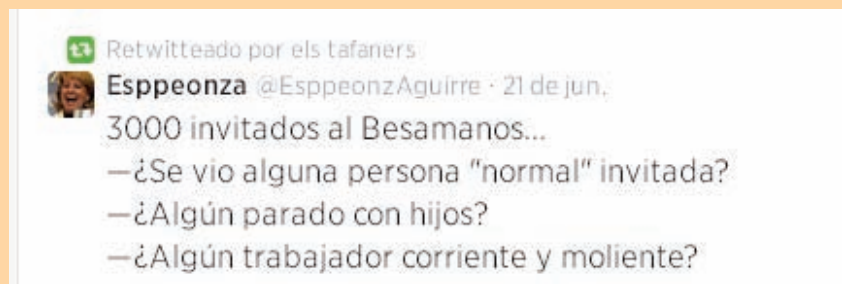 Retwitteado por els tafaners
Esppeonza @EsppeonzAguirre · 21 de jun.
3000 invitados al Besamanos...
—¿Se vio alguna persona "normal" invitada?
—¿Algún parado con hijos?
—¿Algún trabajador corriente y moliente?